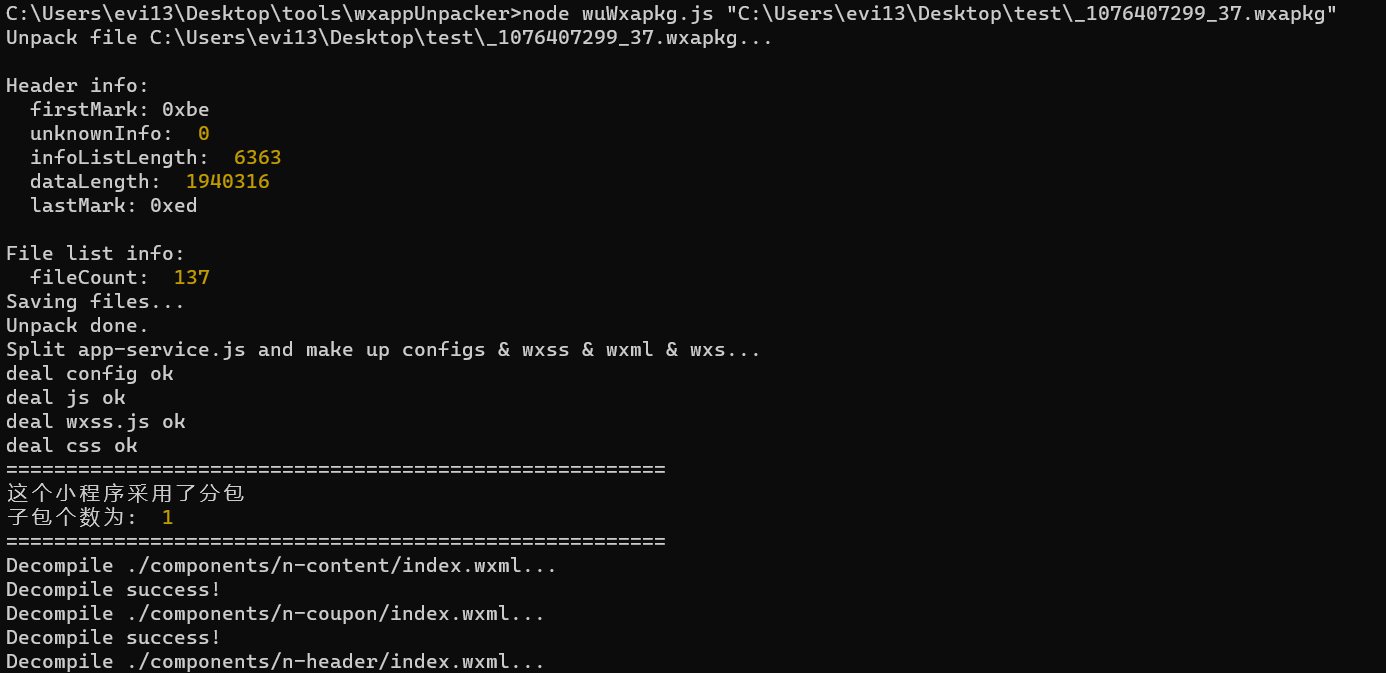 C:\Users\evi13\Desktop\tools\wxappUnpacker>node wuWxapkg.js "C:\Users\evi13\Desktop\test\_1076407299_37.wxapkg"
Unpack file C:\Users\evi13\Desktop\test\_1076407299_37.wxapkg...
Header info:
  firstMark: 0xbe
  unknownInfo:  0
  infoListLength:  6363
  dataLength:  1940316
  lastMark: 0xed
File list info:
  fileCount:  137
Saving files...
Unpack done.
Split app-service.js and make up configs & wxss & wxml & wxs...
deal config ok
deal js ok
deal wxss.js ok
deal css ok
=======================================================
这个小程序采用了分包
子包个数为:  1
=======================================================
Decompile ./components/n-content/index.wxml...
Decompile success!
Decompile ./components/n-coupon/index.wxml...
Decompile success!
Decompile ./components/n-header/index.wxml...